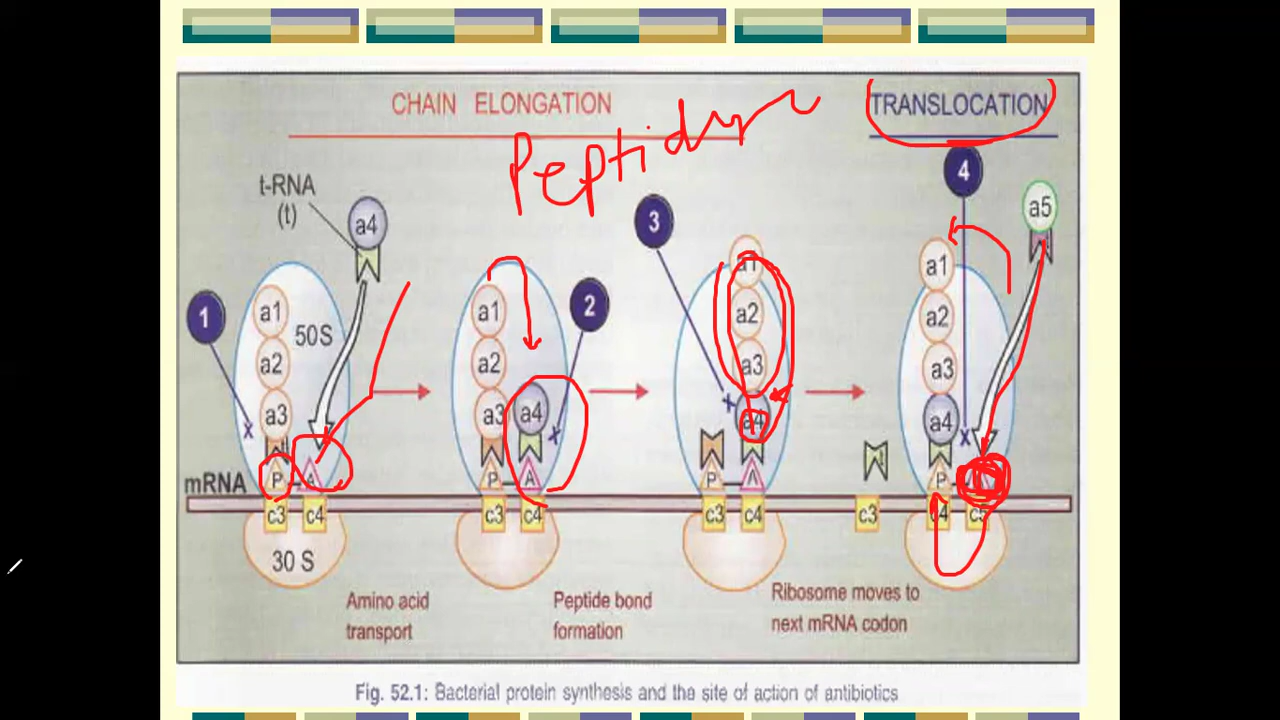 CHAIN ELONGATION
TRANSLOCATION
t-RNA
(t)
a4
a5
1
2
3
4
50S
a1
a2
a3
a1
a2
a3
a4
a1
a2
a3
a4
a1
a2
a3
a4
mRNA
P A
P A
P A
P
c3 c4
c3 c4
c3 c4
c3
c4 c5
30 S
Amino acid
transport
Peptide bond
formation
Ribosome moves to
next mRNA codon
Fig. 52.1: Bacterial protein synthesis and the site of action of antibiotics